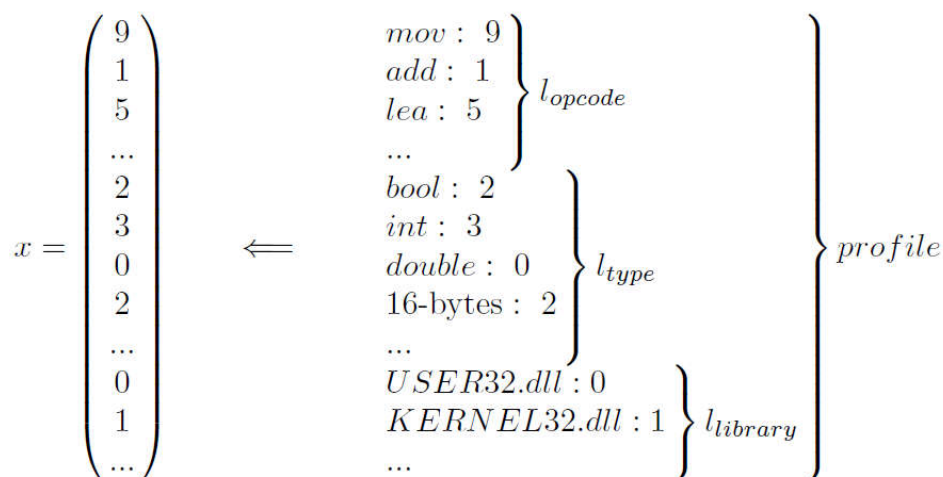 9 mov : 9
1 add : 1
5 lea : 5 l_opcode
... ...
2 bool : 2
3 int : 3
x = 0 ⟸ double : 0 l_type profile
2 16-bytes : 2
... ...
0 USER32.dll : 0
1 KERNEL32.dll : 1 l_library
... ...